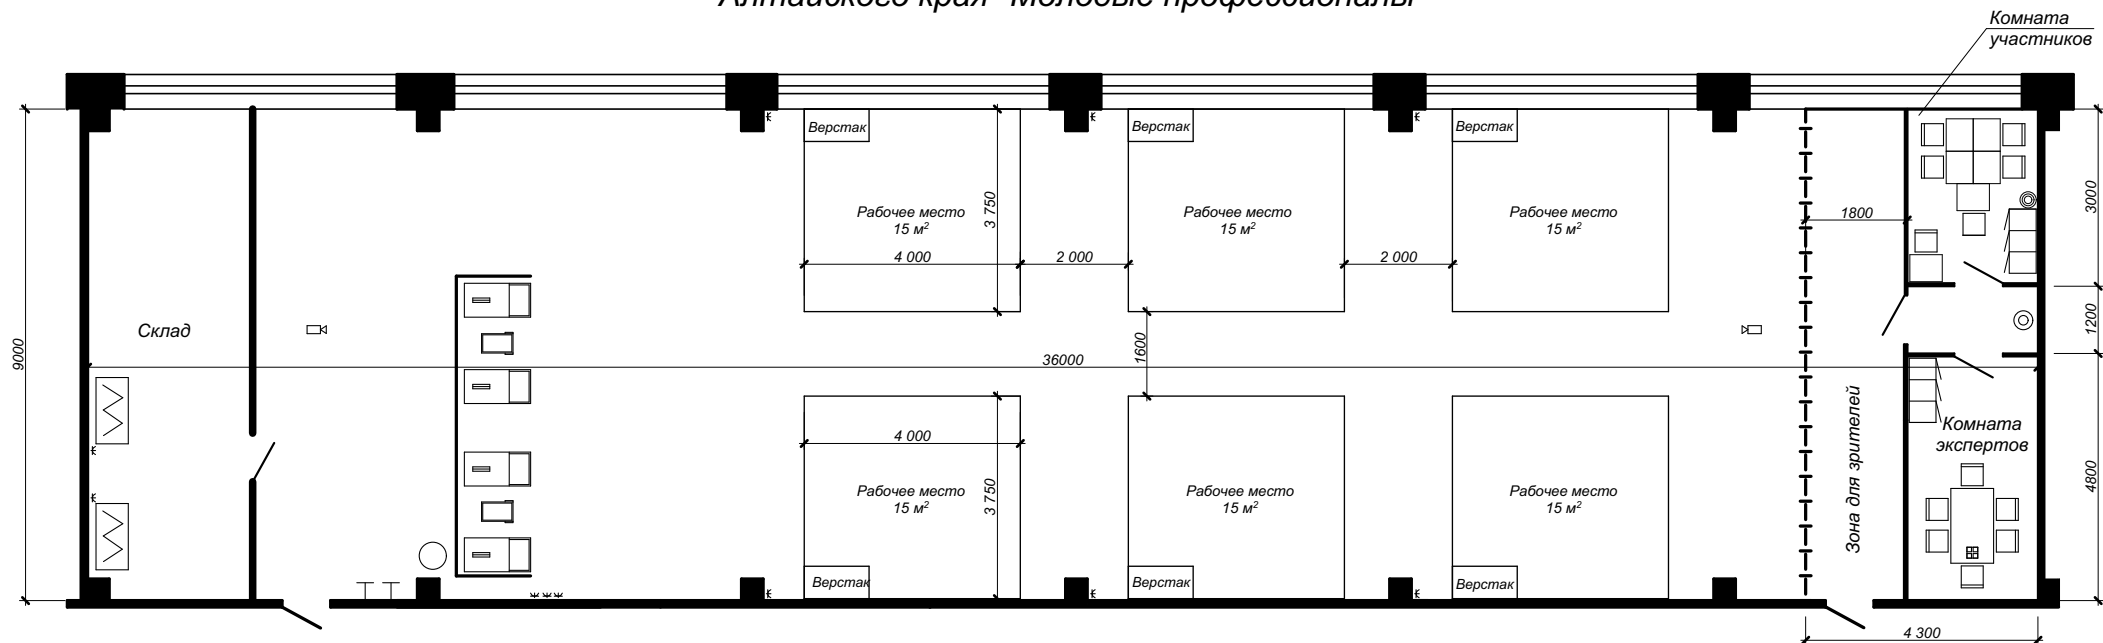 Алтайского края "Молодые профессионалы"
Комната
участников
Верстак
Верстак
Верстак
Рабочее место
15 м²
3 750
4 000
2 000
Рабочее место
15 м²
2 000
Рабочее место
15 м²
1800
3000
Склад
9000
36000
1600
1200
4 000
Рабочее место
15 м²
3 750
Рабочее место
15 м²
Рабочее место
15 м²
Зона для зрителей
Комната
экспертов
4800
Верстак
Верстак
Верстак
4 300